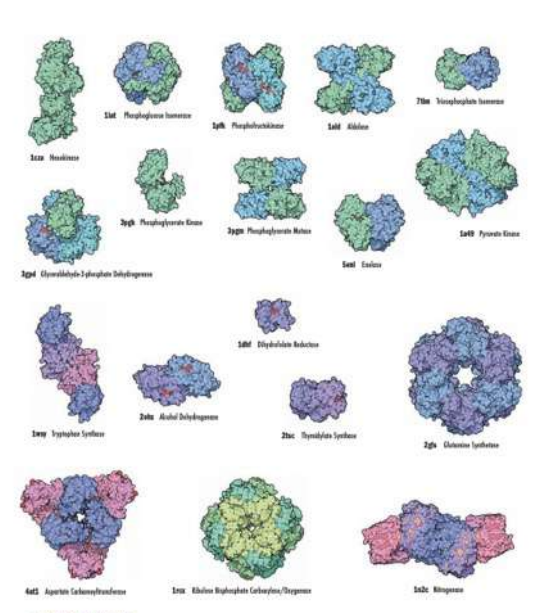 1cza Hexokinase
1iat Phosphoglucose Isomerase
1pfk Phosphofructokinase
1ald Aldolase
7tim Triosephosphate Isomerase
3gpd Glyceraldehyde-3-phosphate Dehydrogenase
3pgk Phosphoglycerate Kinase
3pgm Phosphoglycerate Mutase
5enl Enolase
1a49 Pyruvate Kinase
1wsy Tryptophan Synthase
2ohx Alcohol Dehydrogenase
1dhf Dihydrofolate Reductase
2tsc Thymidylate Synthase
2gls Glutamine Synthetase
4at1 Aspartate Carbamoyltransferase
1rcx Ribulose Bisphosphate Carboxylase/Oxygenase
1n2c Nitrogenase